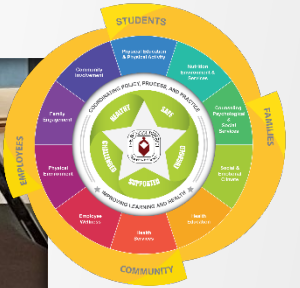 STUDENTS
FAMILIES
COMMUNITY
EMPLOYEES
Physical Education
& Physical Activity
Nutrition
Environment &
Services
Counseling
Psychological
&
Social
Services
Social &
Emotional
Climate
Health
Education
Health
Services
Employee
Wellness
Physical
Environment
Family
Engagement
Community
Involvement
COORDINATING POLICY, PROCESS, AND PRACTICE
IMPROVING LEARNING AND HEALTH
HEALTHY
SAFE
ENGAGED
SUPPORTED
CHALLENGED